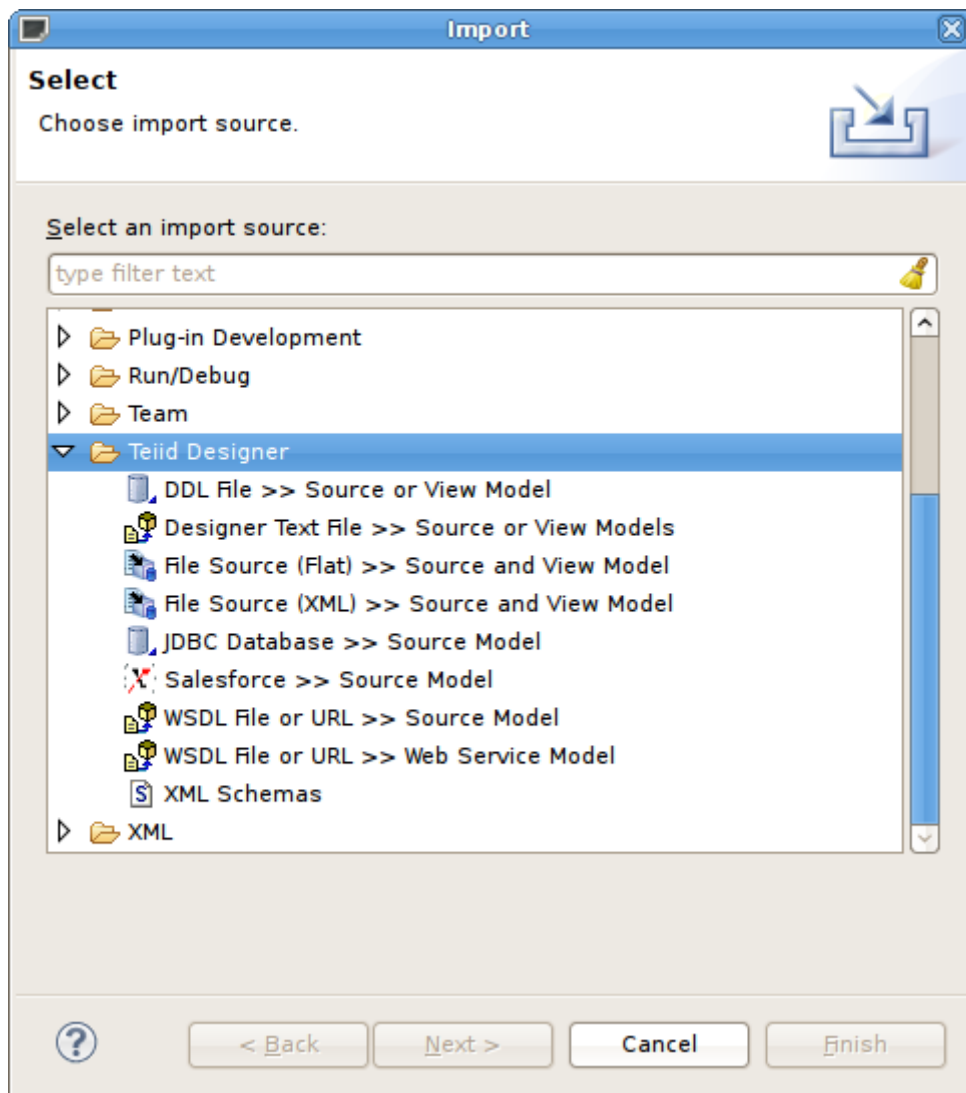 Import
Select
Choose import source.
Select an import source:
type filter text
Plug-in Development
Run/Debug
Team
Teiid Designer
DDL File >> Source or View Model
Designer Text File >> Source or View Models
File Source (Flat) >> Source and View Model
File Source (XML) >> Source and View Model
JDBC Database >> Source Model
Salesforce >> Source Model
WSDL File or URL >> Source Model
WSDL File or URL >> Web Service Model
XML Schemas
XML
? < Back Next > Cancel Finish